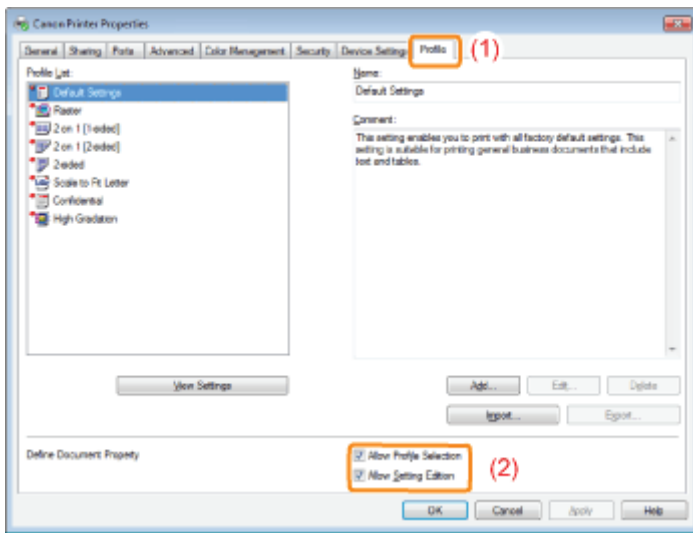 Canon Printer Properties
General Sharing Ports Advanced Color Management Security Device Settings Profile (1)
Profile List:
Name:
Default Settings
Default Settings
Raster
2 on 1 [1-sided]
2 on 1 [2-sided]
2-sided
Scale to Fit Letter
Confidential
High Gradation
Comment:
This setting enables you to print with all factory default settings. This
setting is suitable for printing general business documents that include
text and tables.
View Settings
Add...
Edit...
Delete
Import...
Export...
Define Document Property
Allow Profile Selection
Allow Setting Edition
(2)
OK
Cancel
Apply
Help